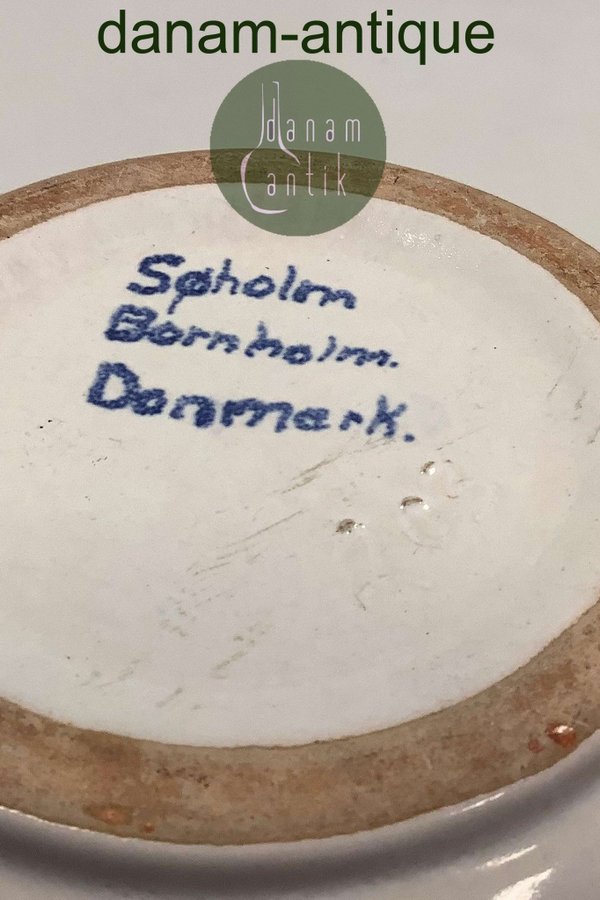 danam-antique
danam
antik
Søholm
Bornholm.
Danmark.